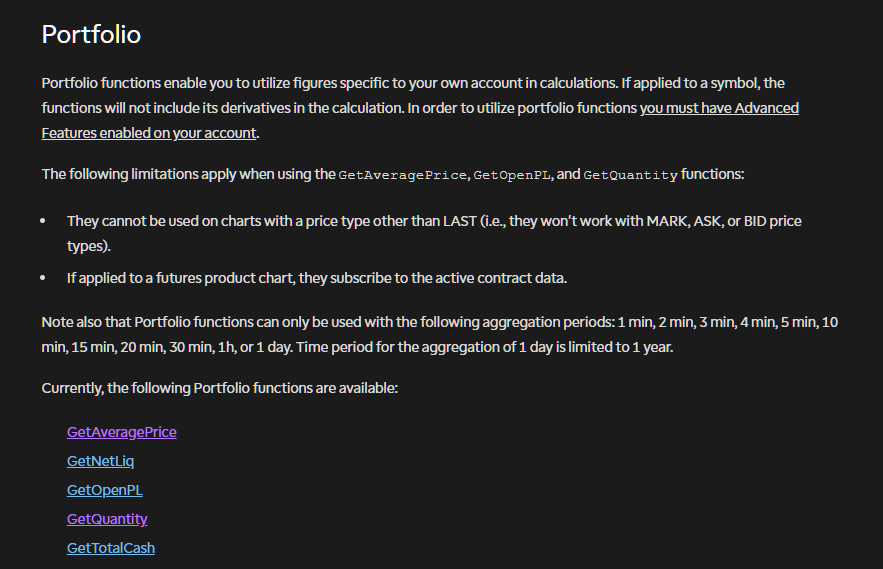 Portfolio
Portfolio functions enable you to utilize figures specific to your own account in calculations. If applied to a symbol, the
functions will not include its derivatives in the calculation. In order to utilize portfolio functions you must have Advanced
Features enabled on your account.
The following limitations apply when using the GetAveragePrice, GetOpenPL, and GetQuantity functions:
• They cannot be used on charts with a price type other than LAST (i.e., they won't work with MARK, ASK, or BID price
types).
• If applied to a futures product chart, they subscribe to the active contract data.
Note also that Portfolio functions can only be used with the following aggregation periods: 1 min, 2 min, 3 min, 4 min, 5 min, 10
min, 15 min, 20 min, 30 min, 1h, or 1 day. Time period for the aggregation of 1 day is limited to 1 year.
Currently, the following Portfolio functions are available:
GetAveragePrice
GetNetLiq
GetOpenPL
GetQuantity
GetTotalCash